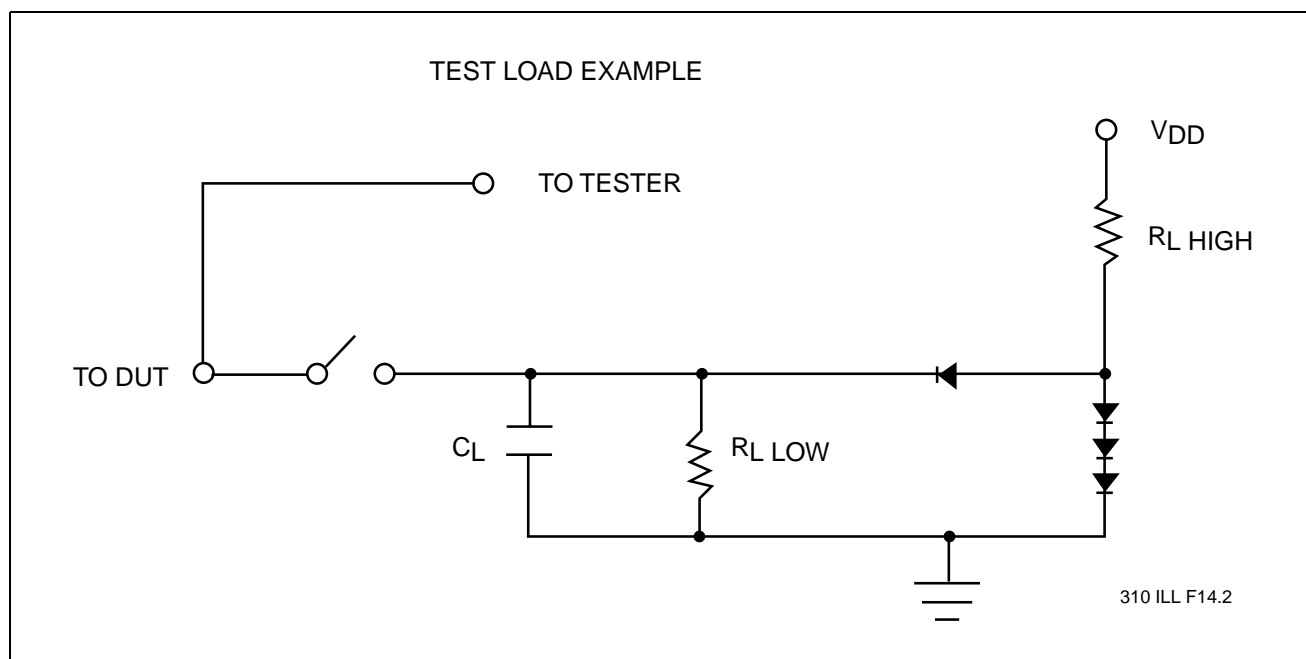 TEST LOAD EXAMPLE
VDD
TO TESTER
RL HIGH
TO DUT
CL
RL LOW
310 ILL F14.2